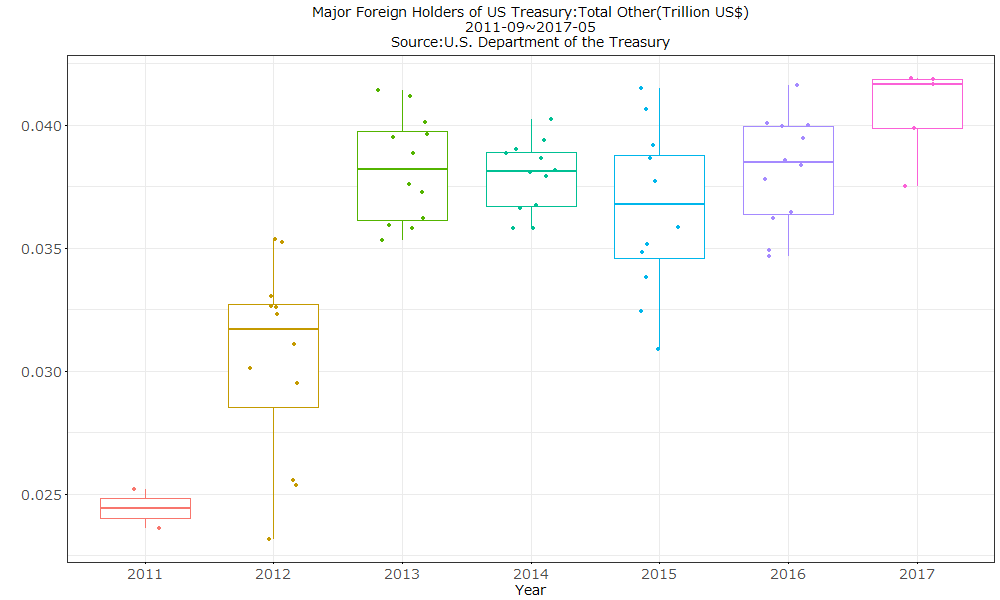 Major Foreign Holders of US Treasury:Total Other(Trillion US$)
2011-09~2017-05
Source:U.S. Department of the Treasury
0.040
0.035
0.030
0.025
2011 2012 2013 2014 2015 2016 2017
Year